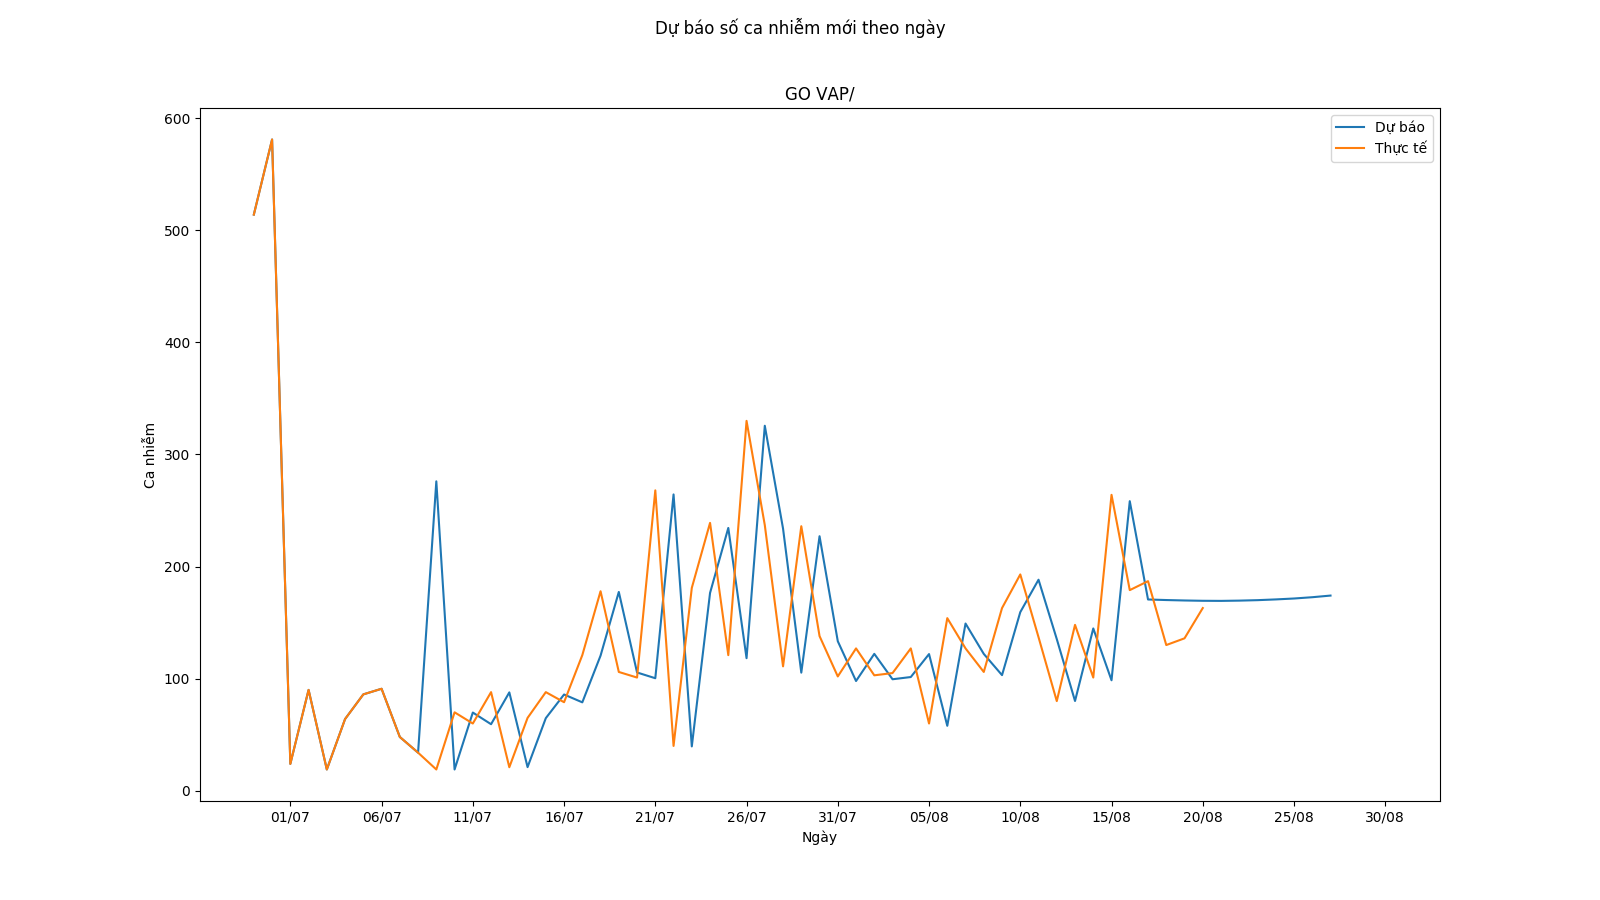 Dự báo số ca nhiễm mới theo ngày
GO VAP/
Dự báo
Thực tế
600
500
400
300
200
100
0
Ca nhiễm
01/07 06/07 11/07 16/07 21/07 26/07 31/07 05/08 10/08 15/08 20/08 25/08 30/08
Ngày